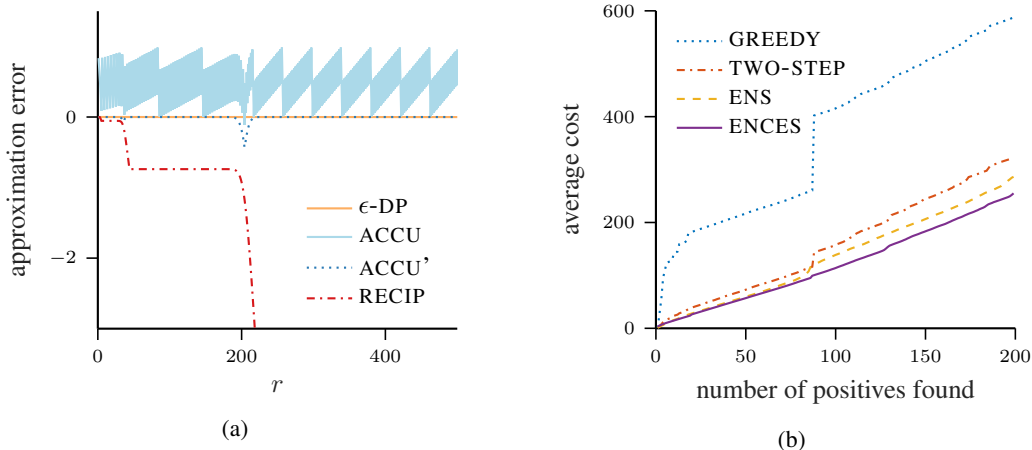 approximation error
0
−2
ϵ-DP
ACCU
ACCU’
RECIP
0
200
400
r
(a)
average cost
600
400
200
0
GREEDY
TWO-STEP
ENS
ENCES
0
50
100
150
200
number of positives found
(b)